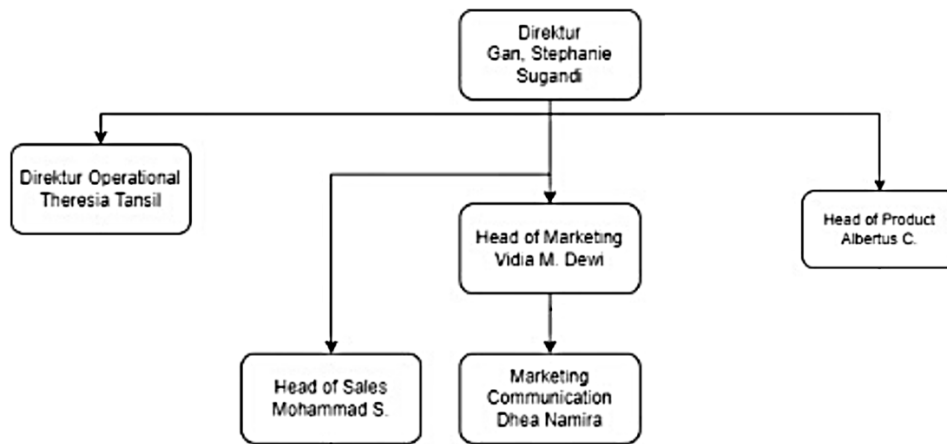 Direktur
Gan, Stephanie
Sugandi
Direktur Operational
Theresia Tansil
Head of Marketing
Vidia M. Dewi
Head of Product
Albertus C.
Head of Sales
Mohammad S.
Marketing
Communication
Dhea Namira